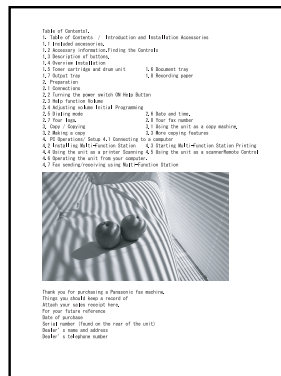 Table of Contents1.
1. Table of Contents / Introduction and Installation Accessories
1.1 Included accessories.
1.2 Accessory information.Finding the Controls
1.3 Description of buttons.
1.4 Overview Installation
1.5 Toner cartridge and drum unit 1.6 Document tray
1.7 Output tray 1.8 Recording paper
2. Preparation
2.1 Connections
2.2 Turning the power switch ON Help Button
2.3 Help function Volume
2.4 Adjusting volume Initial Programming
2.5 Dialing mode 2.6 Date and time,
2.7 Your logo. 2.8 Your fax number
3. Copy / Copying 3.1 Using the unit as a copy machine,
3.2 Making a copy 3.3 More copying features
4. PC Operation/ Setup 4.1 Connecting to a computer
4.2 Installing Multi-Function Station 4.3 Starting Multi-Function Station Printing
4.4 Using the unit as a printer Scanning 4.5 Using the unit as a scannerRemote Control
4.6 Operating the unit from your computer.
4.7 Fax sending/receiving using Multi-Function Station
Thank you for purchasing a Panasonic fax machine.
Things you should keep a record of
Attach your sales receipt here.
For your future reference
Date of purchase
Serial number (found on the rear of the unit)
Dealer's name and address
Dealer's telephone number